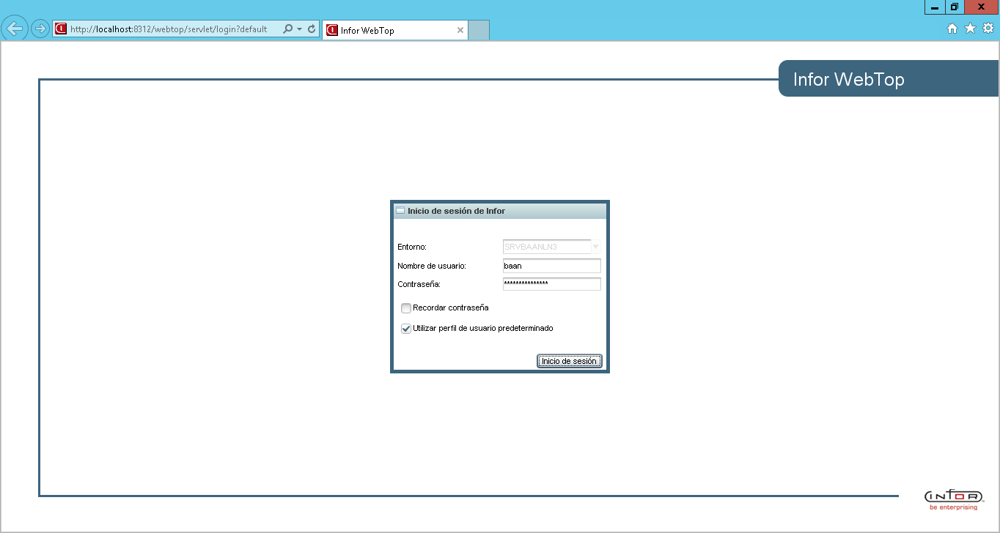 http://localhost:8312/webtop/servlet/login?default
Infor WebTop
Infor WebTop
Inicio de sesión de Infor
Entorno:
SRVBAANLN3
Nombre de usuario:
baan
Contraseña:
***************
Recordar contraseña
Utilizar perfil de usuario predeterminado
Inicio de sesión
INFOR
be enterprising